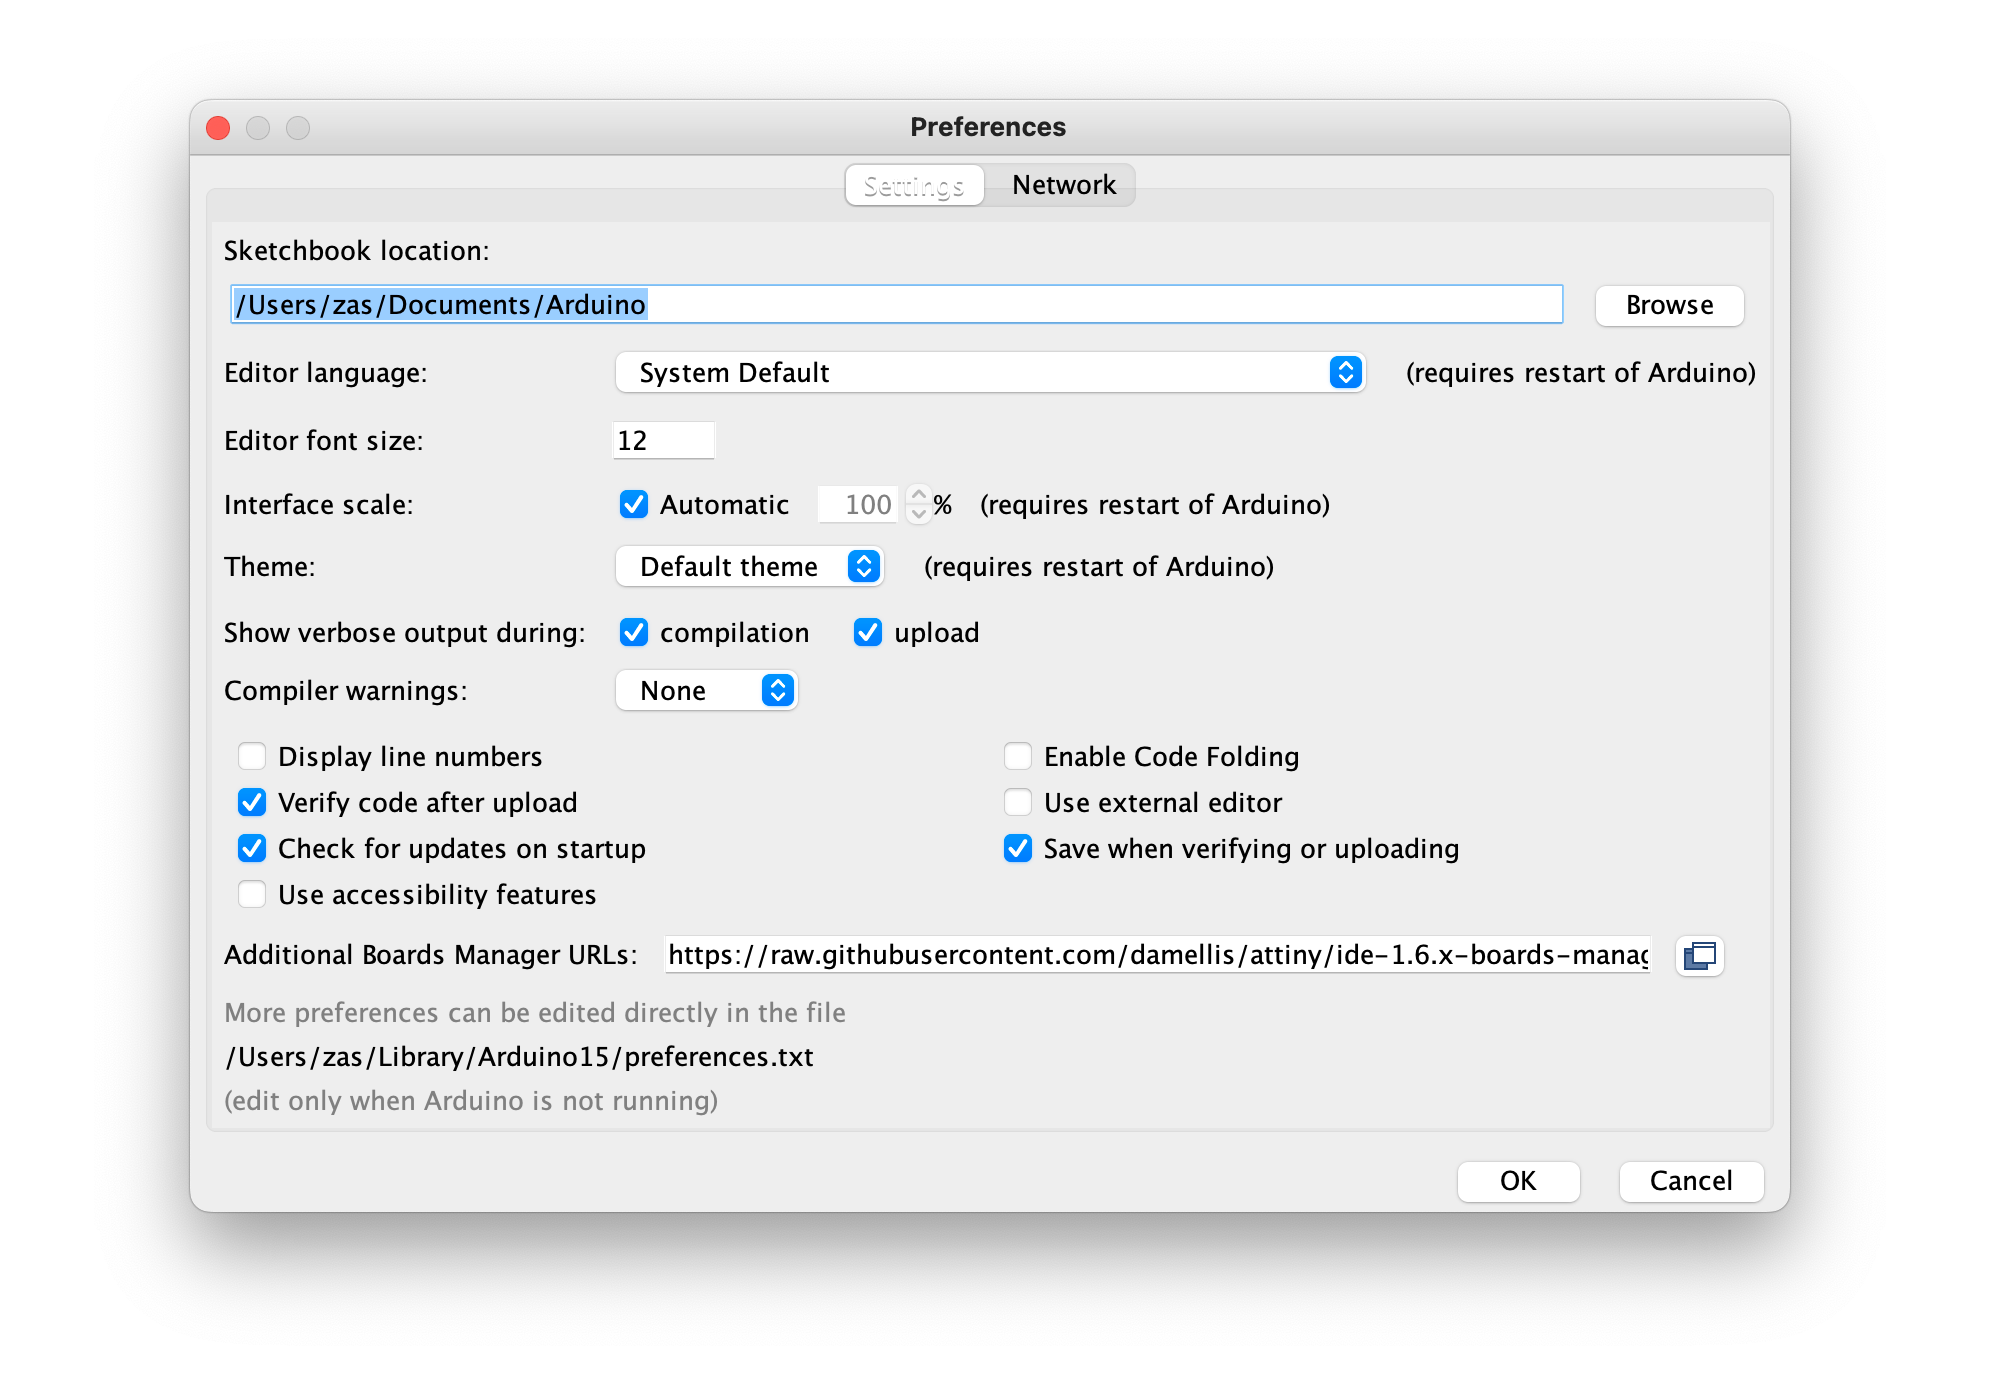 Preferences
Settings Network
Sketchbook location:
/Users/zas/Documents/Arduino Browse
Editor language: System Default (requires restart of Arduino)
Editor font size: 12
Interface scale: Automatic 100 % (requires restart of Arduino)
Theme: Default theme (requires restart of Arduino)
Show verbose output during: compilation upload
Compiler warnings: None
Display line numbers Enable Code Folding
Verify code after upload Use external editor
Check for updates on startup Save when verifying or uploading
Use accessibility features
Additional Boards Manager URLs: https://raw.githubusercontent.com/damellis/attiny/ide-1.6.x-boards-manag
More preferences can be edited directly in the file
/Users/zas/Library/Arduino15/preferences.txt
(edit only when Arduino is not running)
OK Cancel